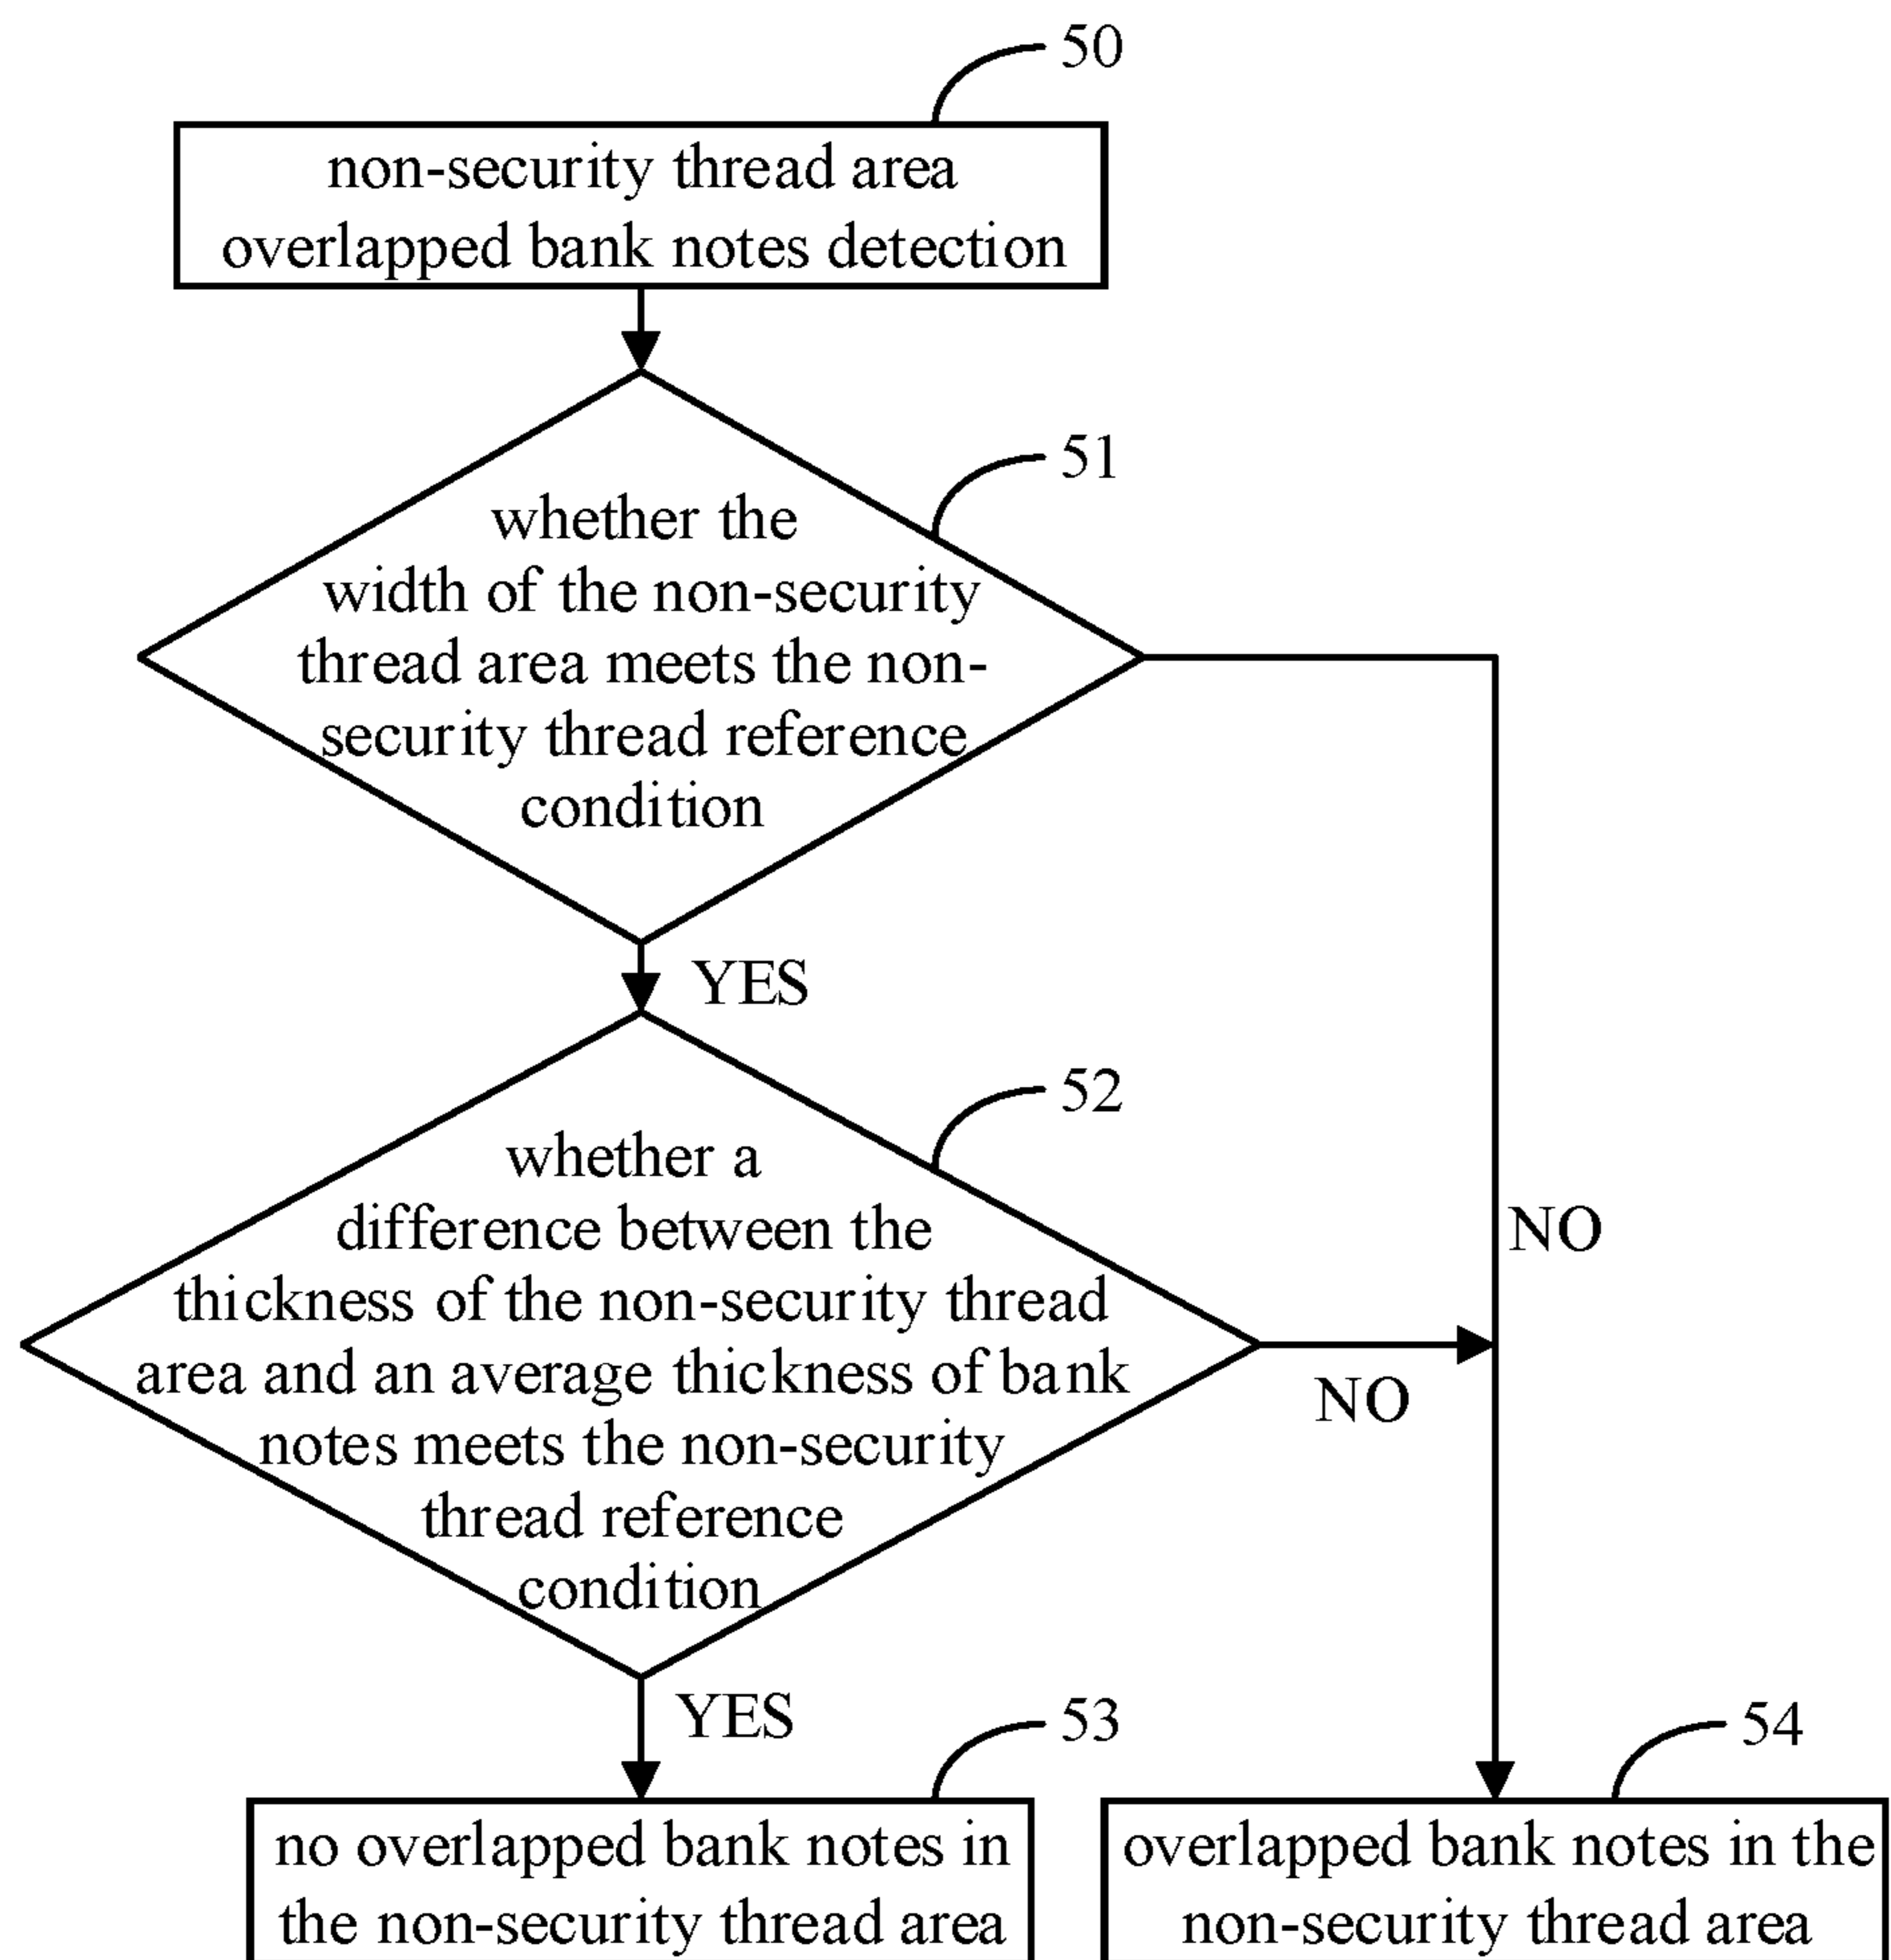 50
non-security thread area
overlapped bank notes detection
51
whether the
width of the non-security
thread area meets the non-
security thread reference
condition
YES
52
whether a
difference between the
thickness of the non-security thread
area and an average thickness of bank
notes meets the non-security
thread reference
condition
NO
NO
YES
53
54
no overlapped bank notes in
the non-security thread area
overlapped bank notes in the
non-security thread area